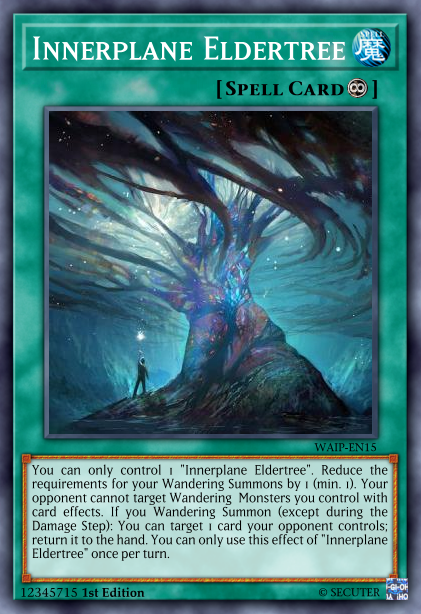 INNERPLANE ELDERTREE 魔
[SPELL CARD ]
WAIP-EN15
You can only control 1 "Innerplane Eldertree". Reduce the
requirements for your Wandering Summons by 1 (min. 1). Your
opponent cannot target Wandering Monsters you control with
card effects. If you Wandering Summon (except during the
Damage Step): You can target 1 card your opponent controls;
return it to the hand. You can only use this effect of "Innerplane
Eldertree" once per turn.
12345715 1st Edition © SECUTER